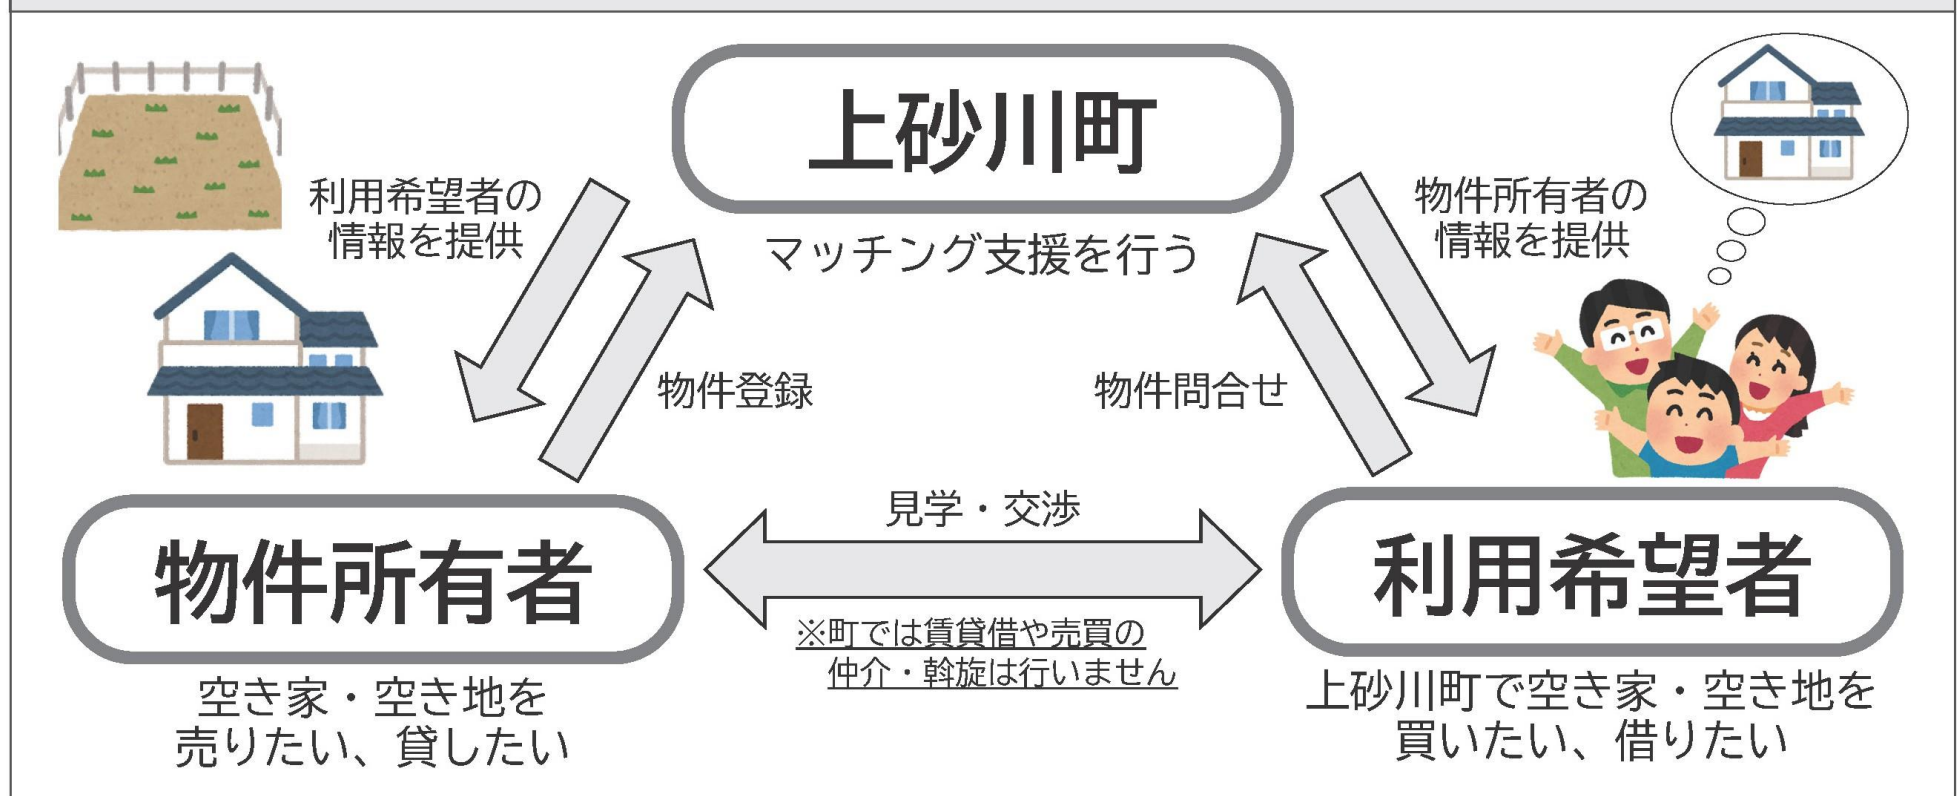 上砂川町
マッチング支援を行う
利用希望者の
情報を提供
物件登録
物件所有者の
情報を提供
物件問合せ
見学・交渉
※町では賃貸借や売買の
仲介・斡旋は行いません
物件所有者
空き家・空き地を
売りたい、貸したい
利用希望者
上砂川町で空き家・空き地を
買いたい、借りたい